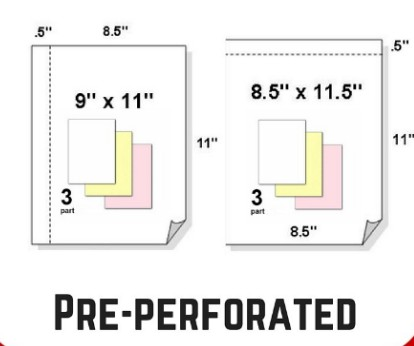 .5" 8.5"
9" x 11"
3
part
11"
.5"
8.5" x 11.5"
3
part
11"
8.5"
PRE-PERFORATED